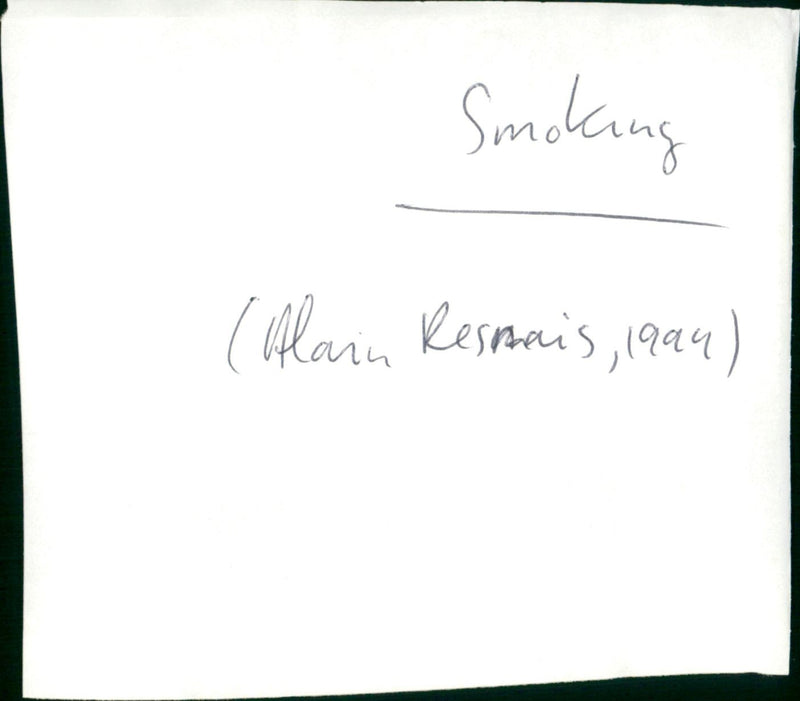 Smoking
(Alain Resnais, 1994)